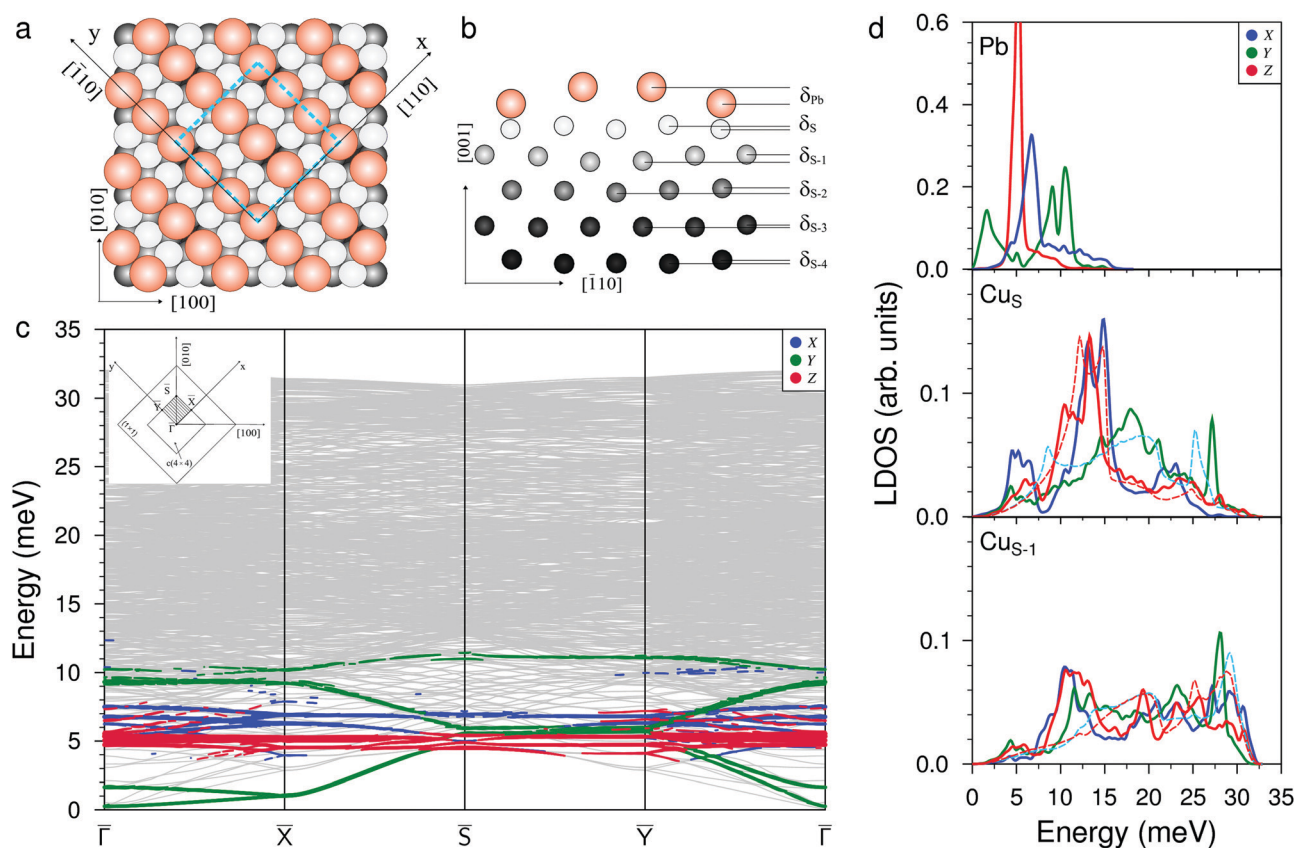 a
y
x
[1̄10]
[110]
[010]
[100]
b
[001]
[1̄10]
δPb
δS
δS-1
δS-2
δS-3
δS-4
c
Energy (meV)
35
30
25
20
15
10
5
0
Γ̄
X̄
S̄
Ȳ
Γ̄
X
Y
Z
[010]
y
x
S̄
Ȳ
X̄
Γ̄
[100]
(1×1)
c(4×4)
d
LDOS (arb. units)
Pb
X
Y
Z
0.6
0.4
0.2
0.0
CuS
0.1
0.0
CuS-1
0.1
0.0
0 5 10 15 20 25 30 35
Energy (meV)